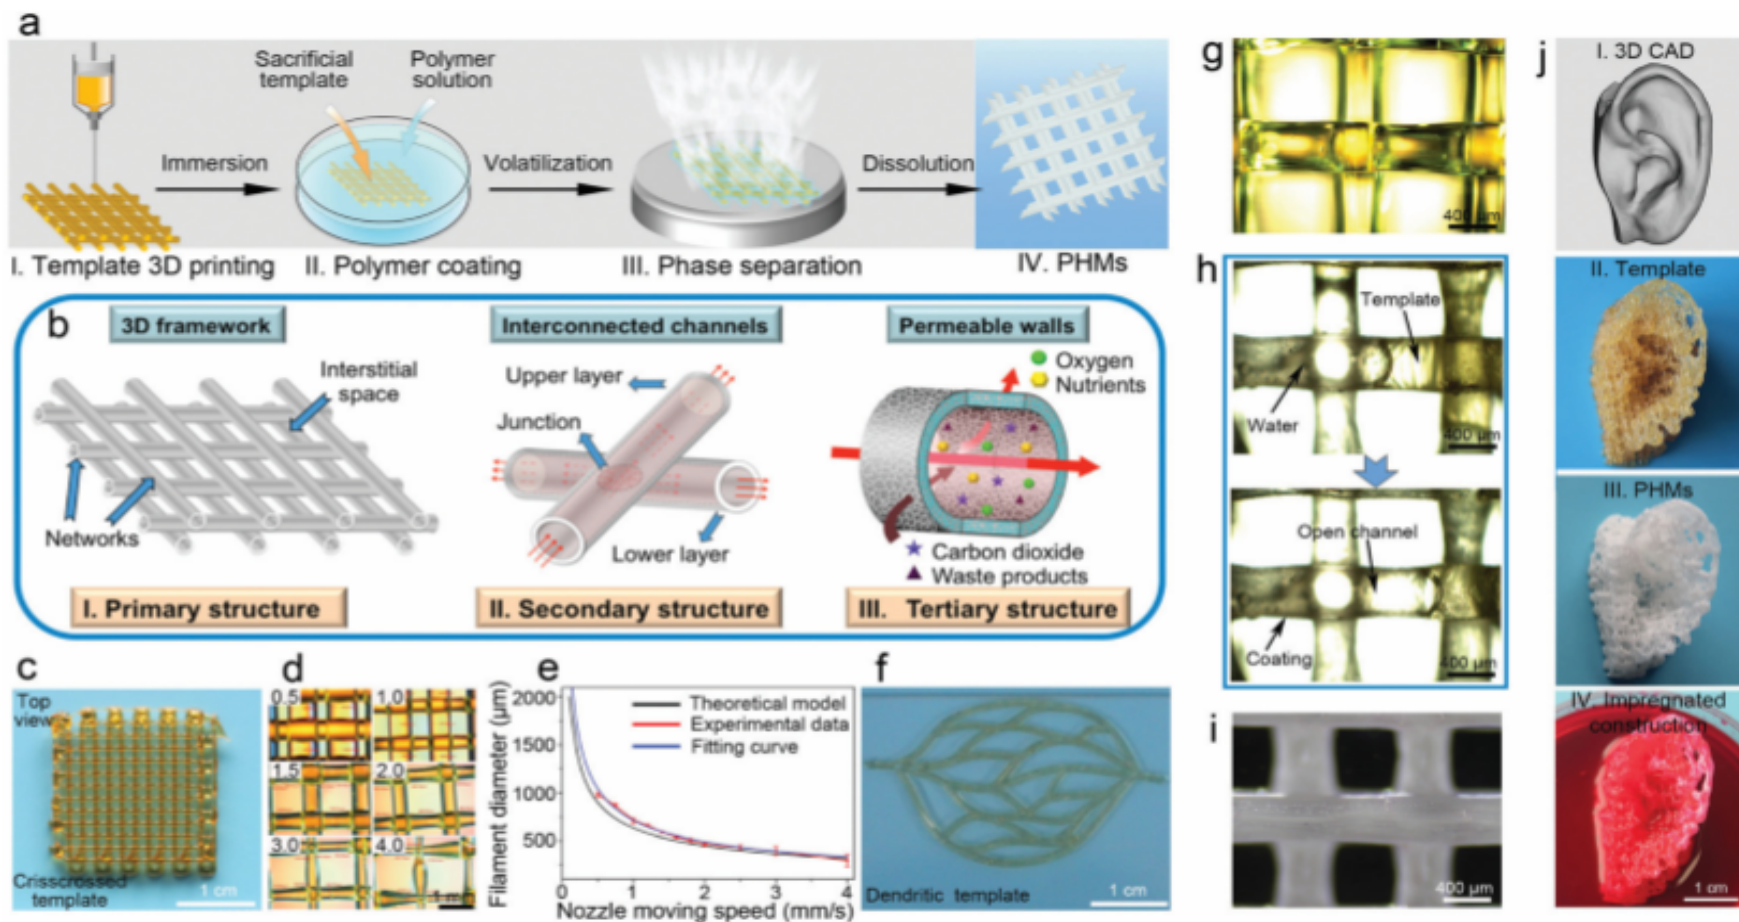 a
Sacrificial
template
Polymer
solution
Immersion
Volatilization
Dissolution
I. Template 3D printing
II. Polymer coating
III. Phase separation
IV. PHMs
b
3D framework
Interconnected channels
Permeable walls
Interstitial
space
Networks
Upper layer
Junction
Lower layer
Oxygen
Nutrients
Carbon dioxide
Waste products
I. Primary structure
II. Secondary structure
III. Tertiary structure
c
Top
view
Crisscrossed
template
1 cm
d
0.5
1.0
1.5
2.0
3.0
4.0
1 mm
e
Filament diameter (μm)
2000
1500
1000
500
Theoretical model
Experimental data
Fitting curve
0
1
2
3
4
Nozzle moving speed (mm/s)
f
Dendritic template
1 cm
g
400 μm
h
Template
Water
400 μm
Open channel
Coating
400 μm
i
400 μm
j
I. 3D CAD
II. Template
III. PHMs
IV. Impregnated
construction
1 cm